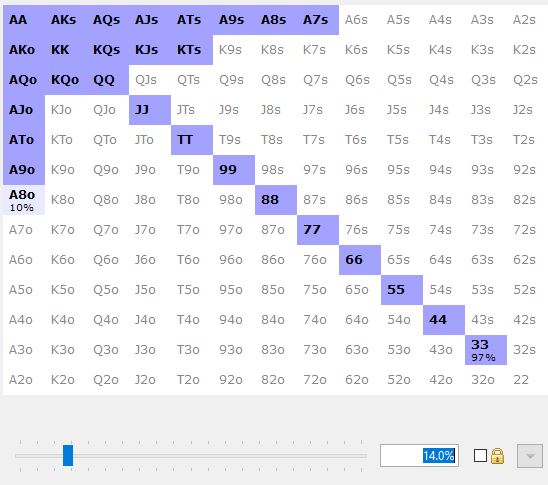 AA AKs AQs AJs ATs A9s A8s A7s A6s A5s A4s A3s A2s
AKo KK KQs KJs KTs K9s K8s K7s K6s K5s K4s K3s K2s
AQo KQo QQ QJs QTs Q9s Q8s Q7s Q6s Q5s Q4s Q3s Q2s
AJo KJo QJo JJ JTs J9s J8s J7s J6s J5s J4s J3s J2s
ATo KTo QTo JTo TT T9s T8s T7s T6s T5s T4s T3s T2s
A9o K9o Q9o J9o T9o 99 98s 97s 96s 95s 94s 93s 92s
A8o K8o Q8o J8o T8o 98o 88 87s 86s 85s 84s 83s 82s
10%
A7o K7o Q7o J7o T7o 97o 87o 77 76s 75s 74s 73s 72s
A6o K6o Q6o J6o T6o 96o 86o 76o 66 65s 64s 63s 62s
A5o K5o Q5o J5o T5o 95o 85o 75o 65o 55 54s 53s 52s
A4o K4o Q4o J4o T4o 94o 84o 74o 64o 54o 44 43s 42s
A3o K3o Q3o J3o T3o 93o 83o 73o 63o 53o 43o 33 32s
97%
A2o K2o Q2o J2o T2o 92o 82o 72o 62o 52o 42o 32o 22
14.0%